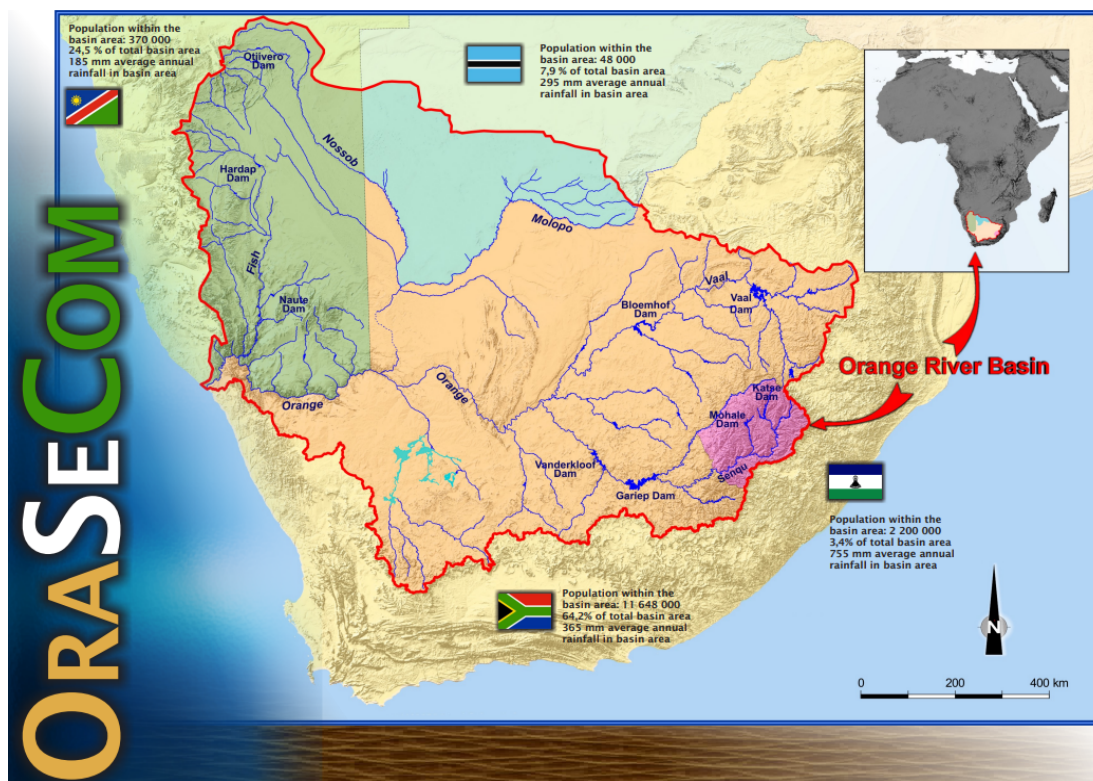 Population within the
basin area: 370 000
24,5 % of total basin area
185 mm average annual
rainfall in basin area
Population within the
basin area: 48 000
7,9 % of total basin area
295 mm average annual
rainfall in basin area
Otjivero
Dam
Nossob
Hardap
Dam
Molopo
Fish
Naute
Dam
Vaal
Vaal
Dam
Bloemhof
Dam
Orange River Basin
Orange
Orange
Katse
Dam
Mohale
Dam
Senqu
Vanderkloof
Dam
Gariep Dam
Population within the
basin area: 2 200 000
3,4% of total basin area
755 mm average annual
rainfall in basin area
Population within the
basin area: 11 648 000
64,2% of total basin area
365 mm average annual
rainfall in basin area
N
0 200 400 km
ORASECOM